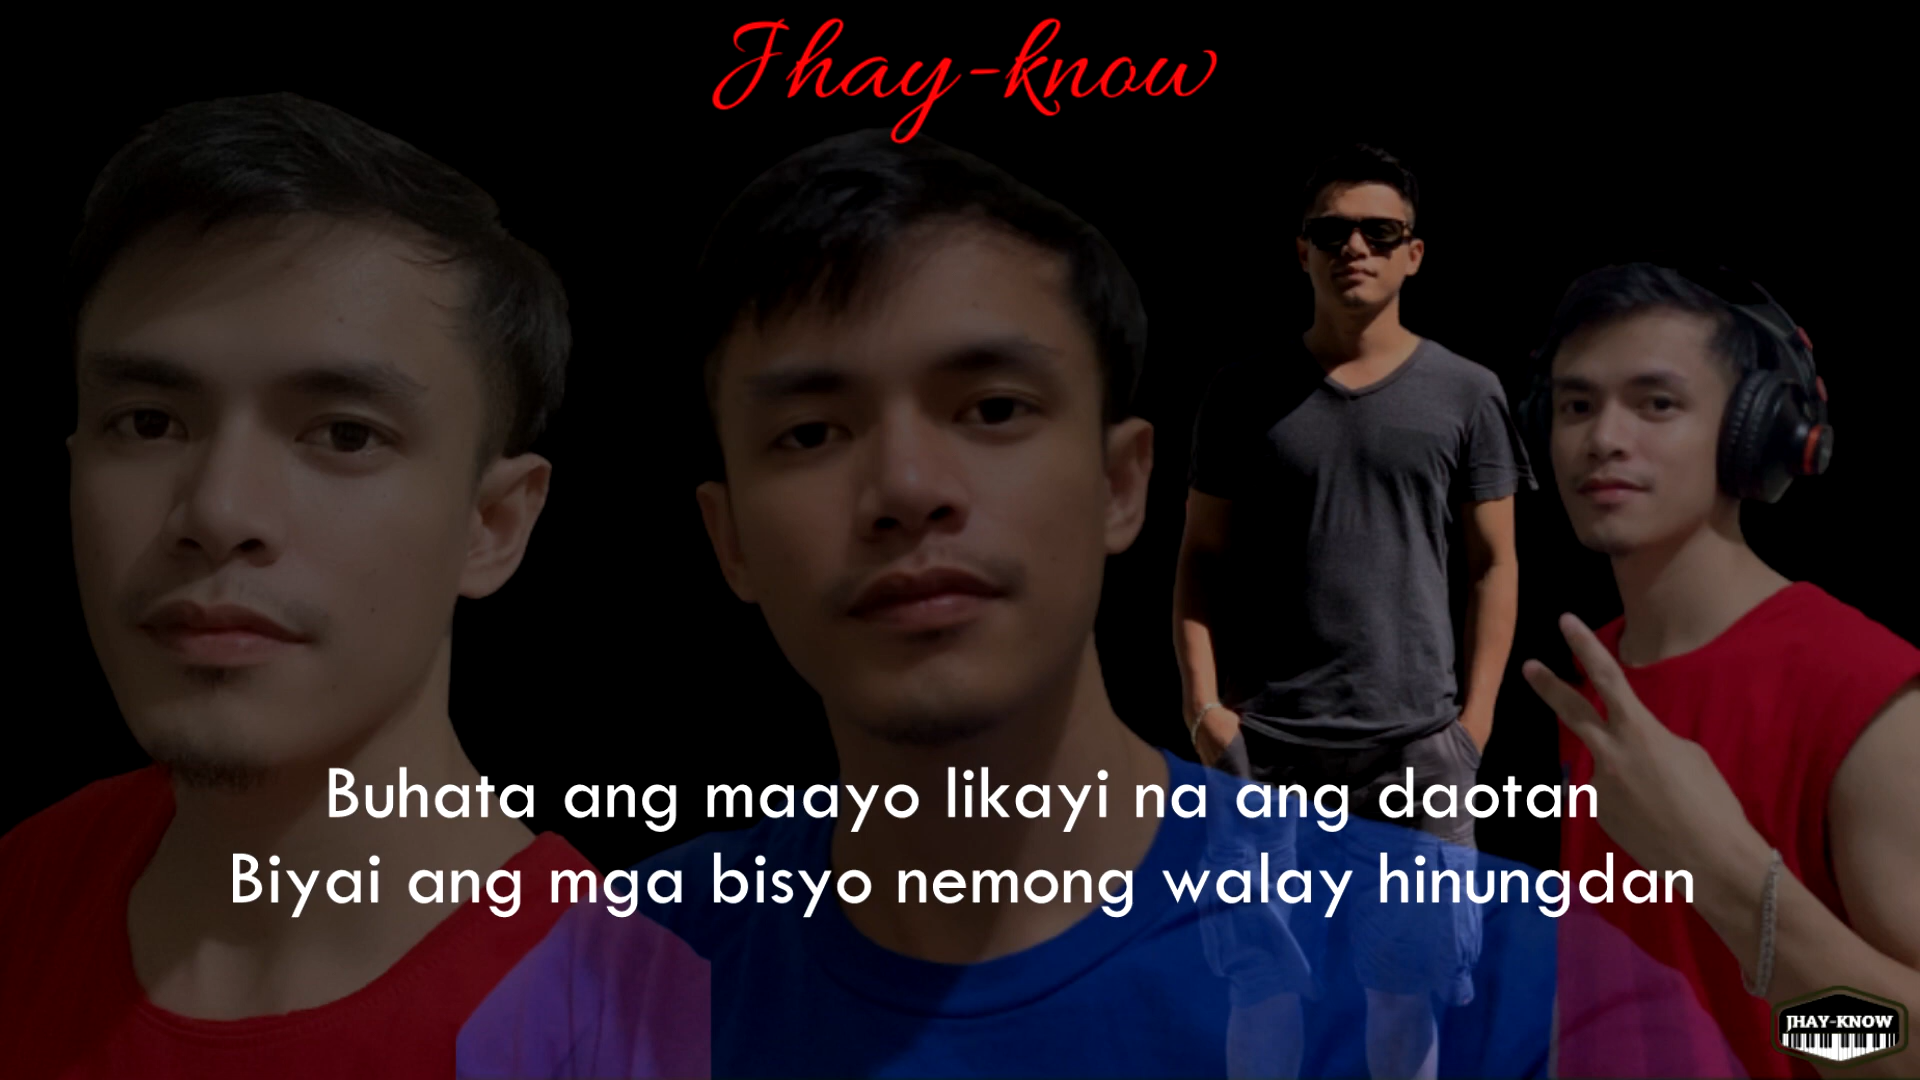 Jhay-know
Buhata ang maayo likayi na ang daotan
Biyai ang mga bisyo nemong walay hinungdan
JHAY-KNOW